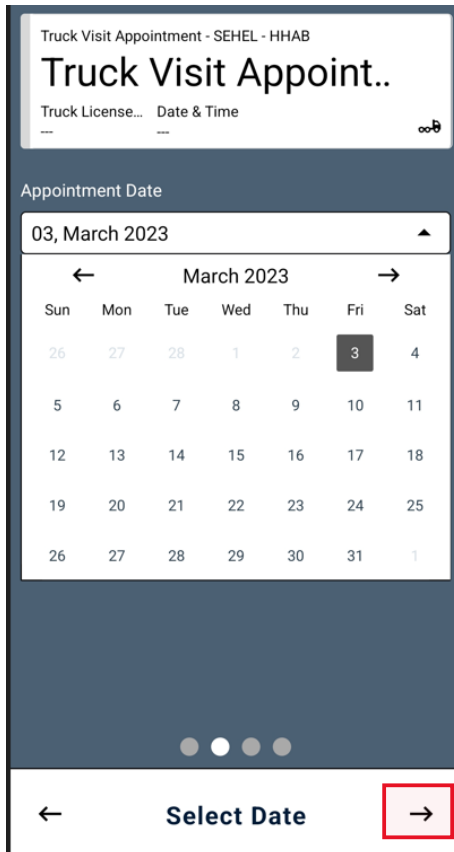 Truck Visit Appointment - SEHEL - HHAB
Truck Visit Appoint..
Truck License... Date & Time
--- ---
Appointment Date
03, March 2023
March 2023
Sun Mon Tue Wed Thu Fri Sat
26 27 28 1 2 3 4
5 6 7 8 9 10 11
12 13 14 15 16 17 18
19 20 21 22 23 24 25
26 27 28 29 30 31 1
Select Date